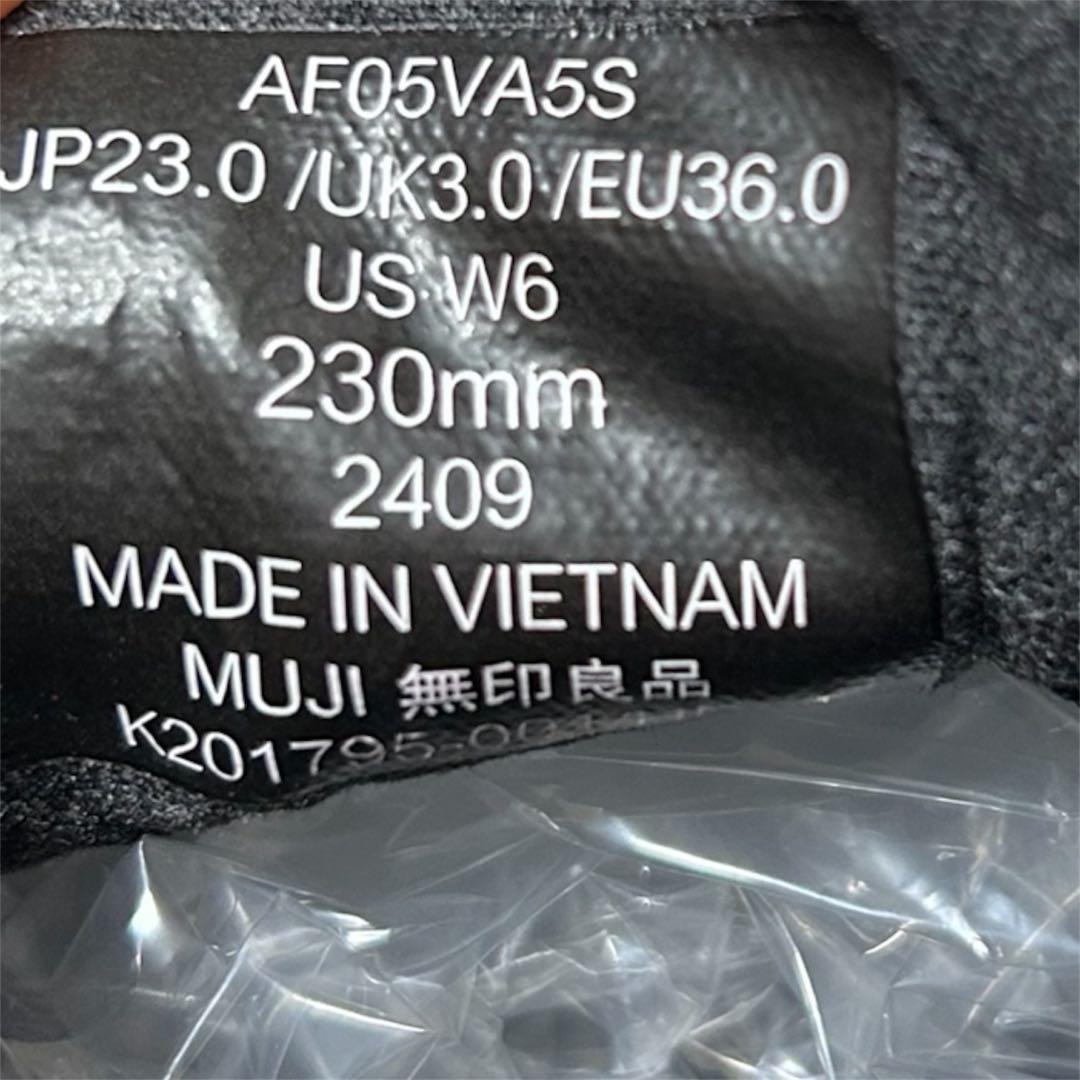 AF05VA5S
JP23.0 /UK3.0 /EU36.0
US W6
230mm
2409
MADE IN VIETNAM
MUJI 無印良品